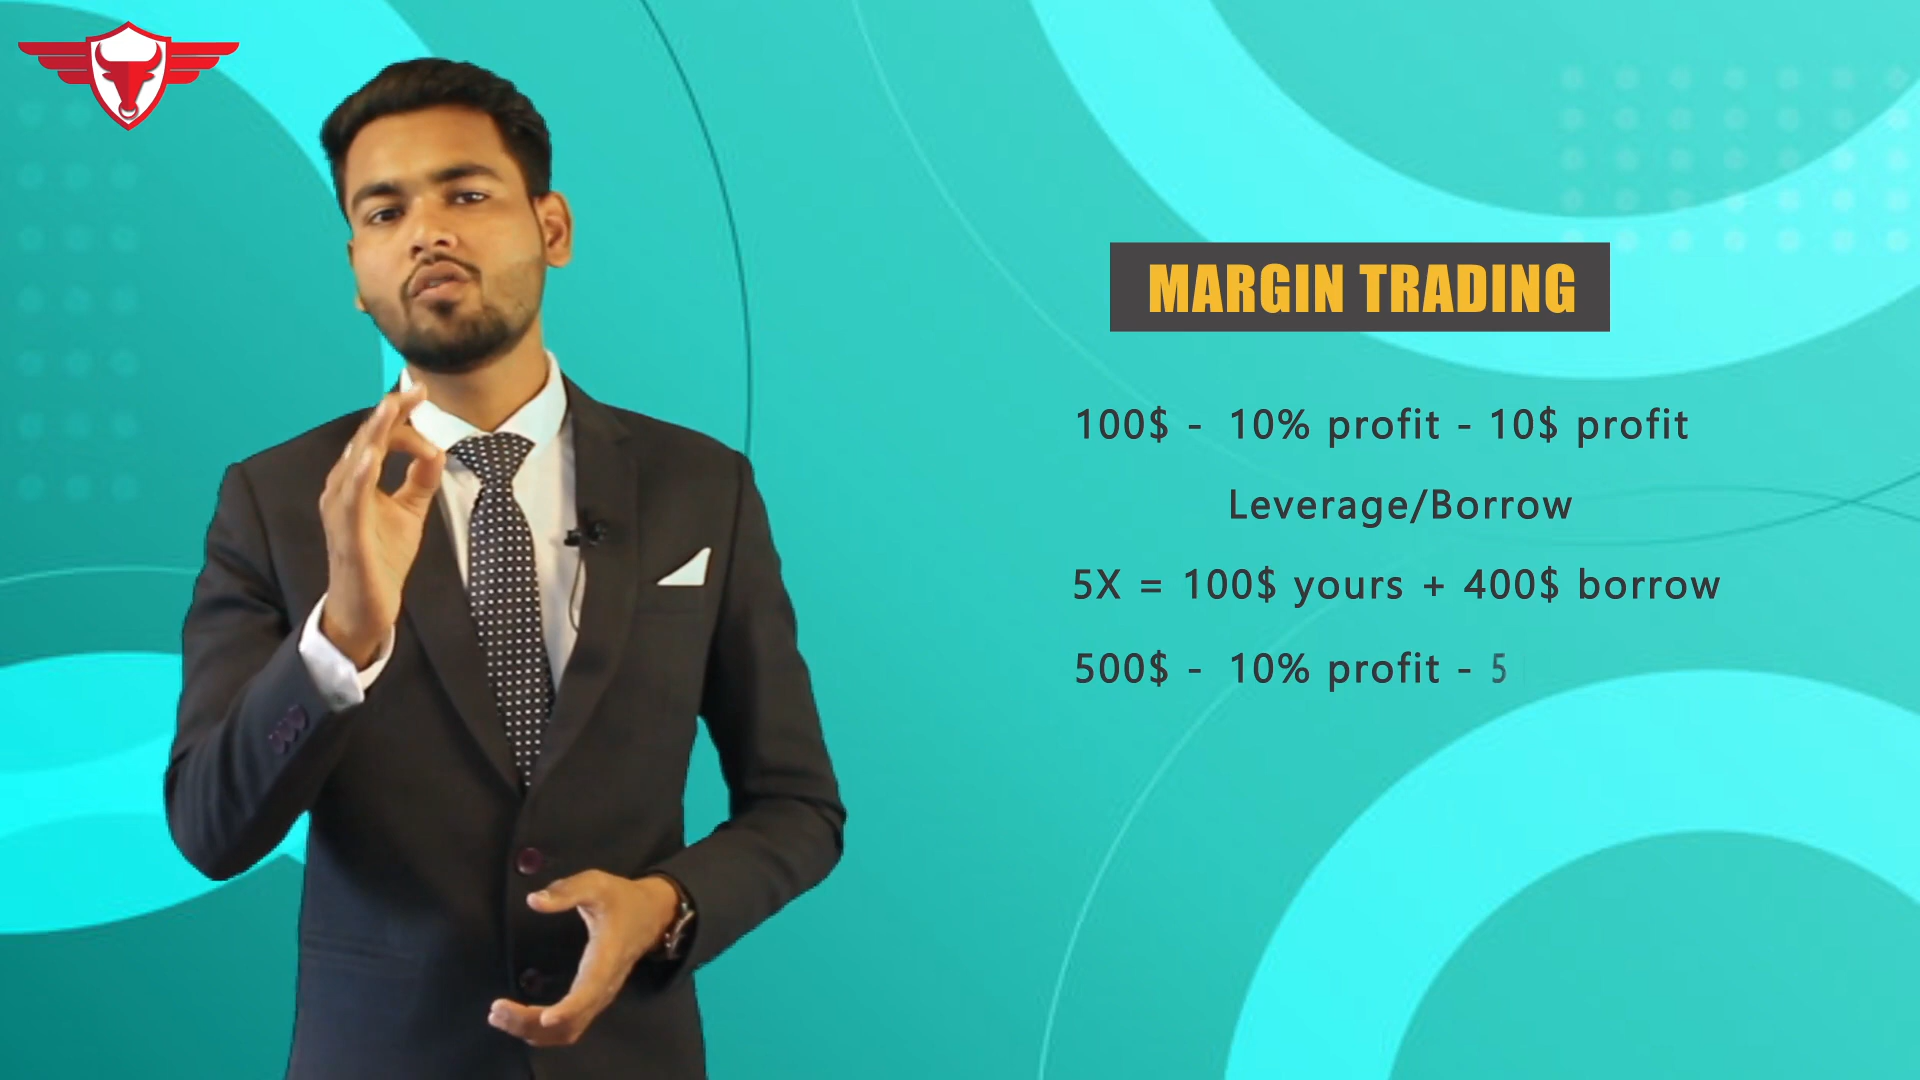 MARGIN TRADING
100$ - 10% profit - 10$ profit
Leverage/Borrow
5X = 100$ yours + 400$ borrow
500$ - 10% profit - 5